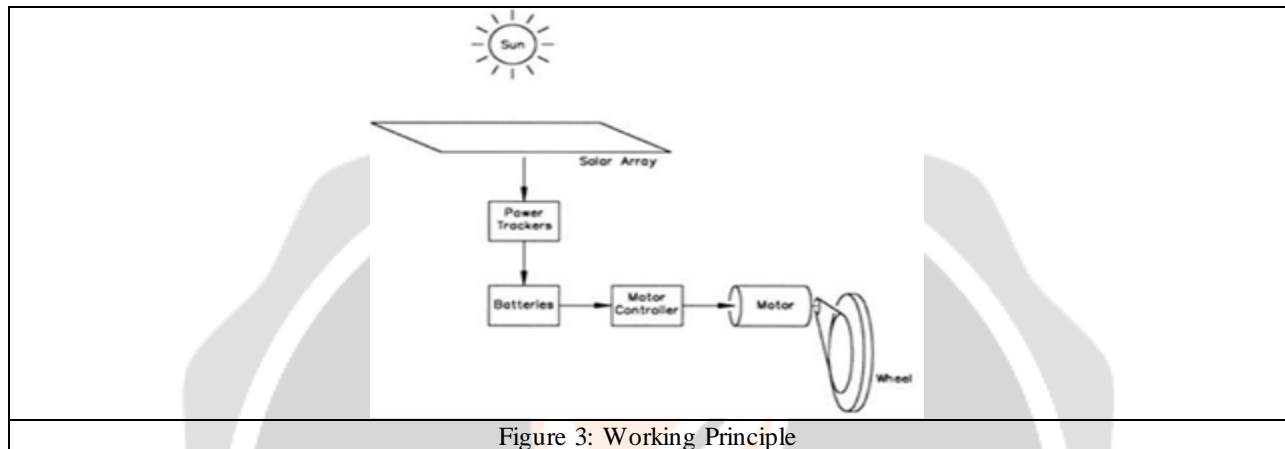 Sun
Solar Array
Power
Trackers
Batteries
Motor
Controller
Motor
Wheel
Figure 3: Working Principle